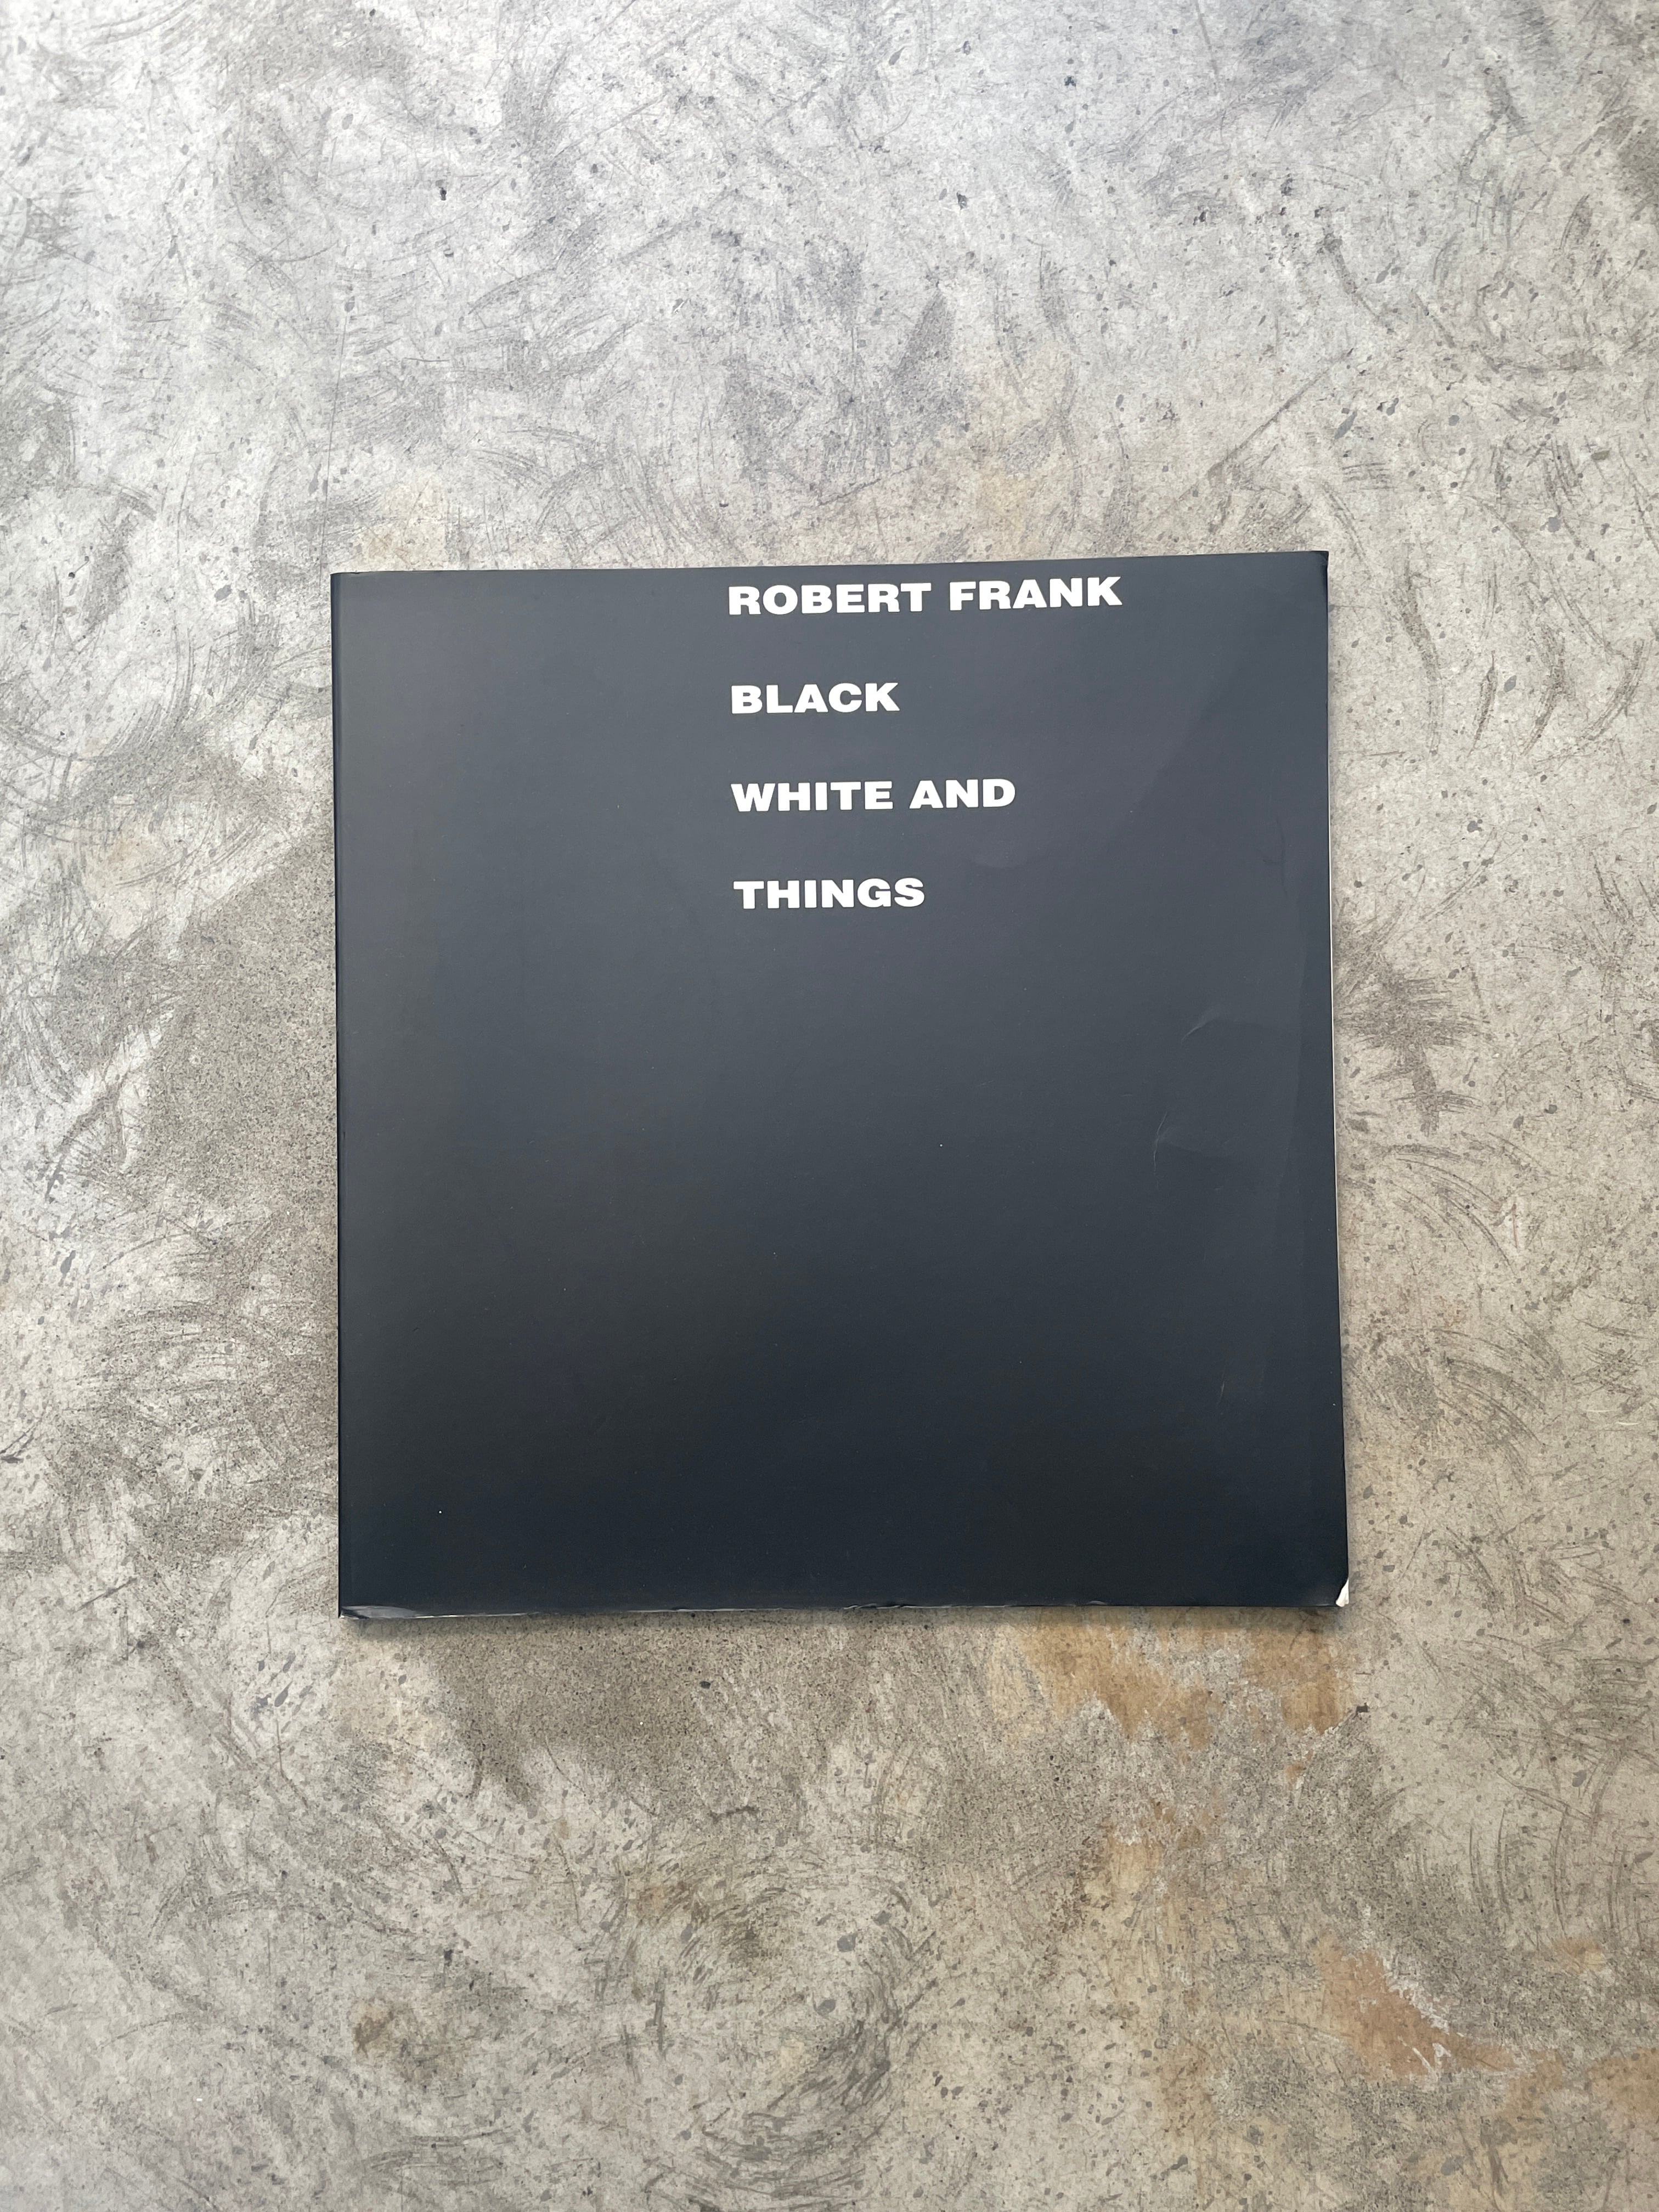 ROBERT FRANK
BLACK
WHITE AND
THINGS